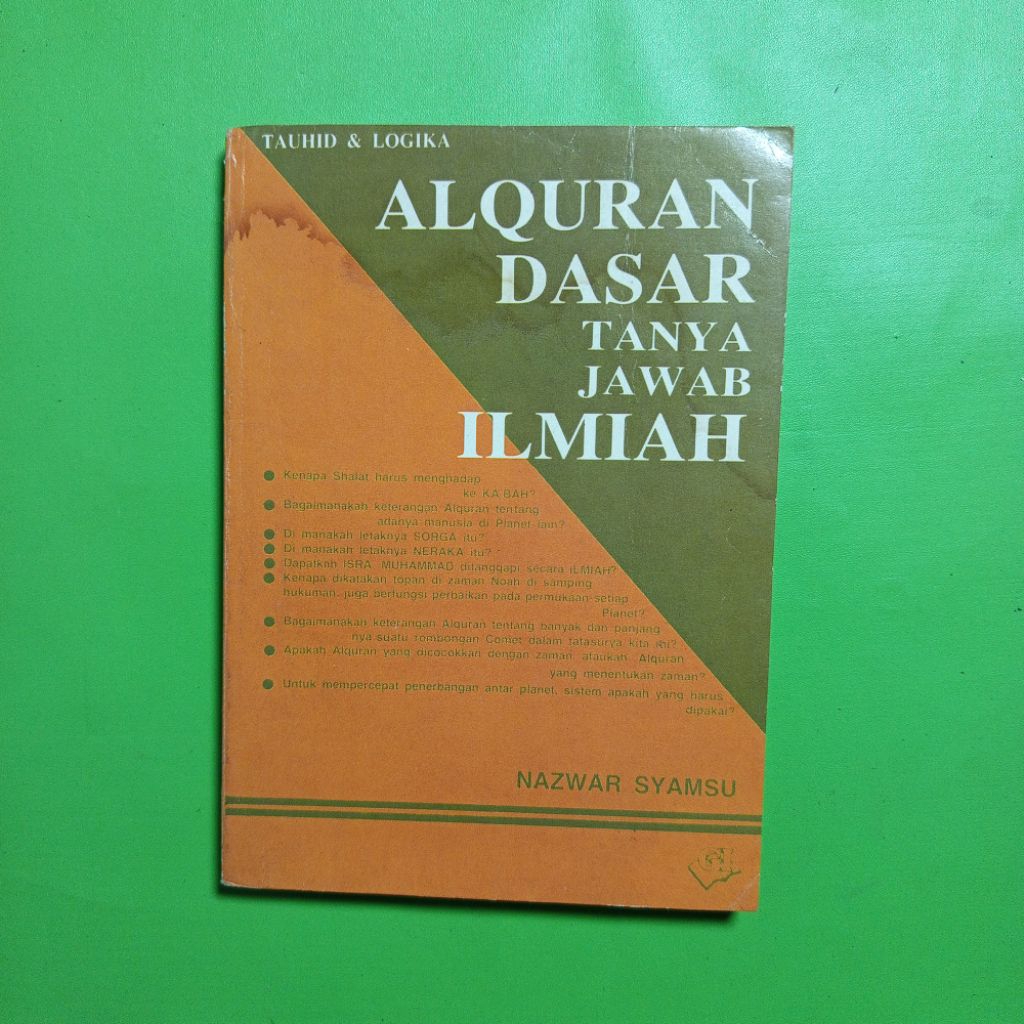 TAUHID & LOGIKA
ALQURAN
DASAR
TANYA
JAWAB
ILMIAH
Kenapa Shalat harus menghadap
ke KA'BAH?
Bagaimanakah keterangan Alquran tentang
adanya manusia di Planet lain?
Di manakah letaknya SORGA itu?
Di manakah letaknya NERAKA itu?
Dapatkah ISRA' MUHAMMAD ditanggapi secara ILMIAH?
Kenapa dikatakan topan di zaman Noah di samping
hukuman, juga berfungsi perbaikan pada permukaan setiap
Planet?
Bagaimanakan keterangan Alquran tentang banyak dan panjang
nya suatu rombongan Comet dalam tatasurya kita ini?
Apakah Alquran yang dicocokkan dengan zaman, ataukah Alquran
yang menentukan zaman?
Untuk mempercepat penerbangan antar planet, sistem apakah yang harus
dipakai?
NAZWAR SYAMSU